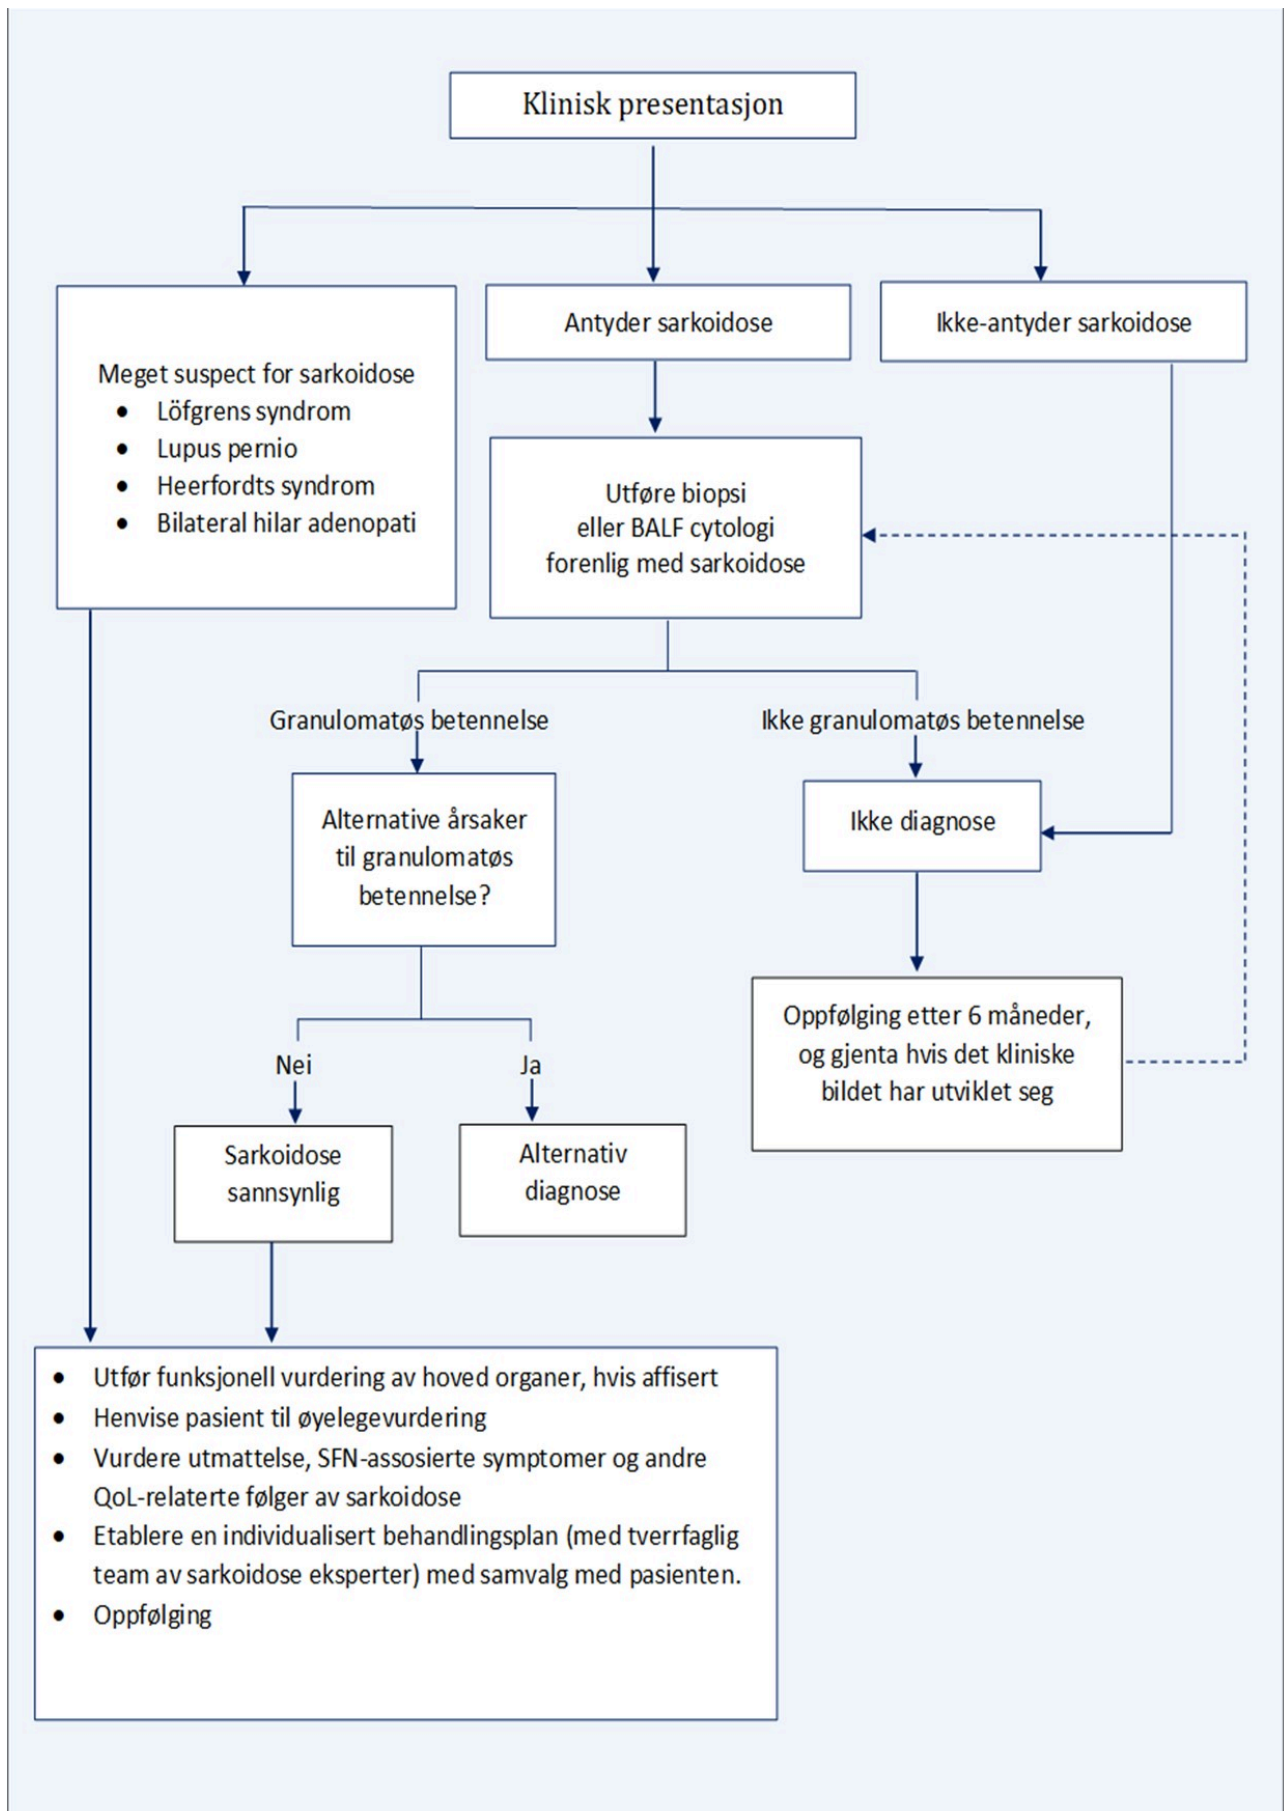 Klinisk presentasjon
Meget suspect for sarkoidose
• Löfgrens syndrom
• Lupus pernio
• Heerfordts syndrom
• Bilateral hilar adenopati
Antyder sarkoidose
Ikke-antyder sarkoidose
Utføre biopsi
eller BALF cytologi
forenlig med sarkoidose
Granulomatøs betennelse
Ikke granulomatøs betennelse
Alternative årsaker
til granulomatøs
betennelse?
Ikke diagnose
Oppfølging etter 6 måneder,
og gjenta hvis det kliniske
bildet har utviklet seg
Nei
Ja
Sarkoidose
sannsynlig
Alternativ
diagnose
• Utfør funksjonell vurdering av hoved organer, hvis affisert
• Henvise pasient til øyelegevurdering
• Vurdere utmattelse, SFN-assosierte symptomer og andre
QoL-relaterte følger av sarkoidose
• Etablere en individualisert behandlingsplan (med tverrfaglig
team av sarkoidose eksperter) med samvalg med pasienten.
• Oppfølging